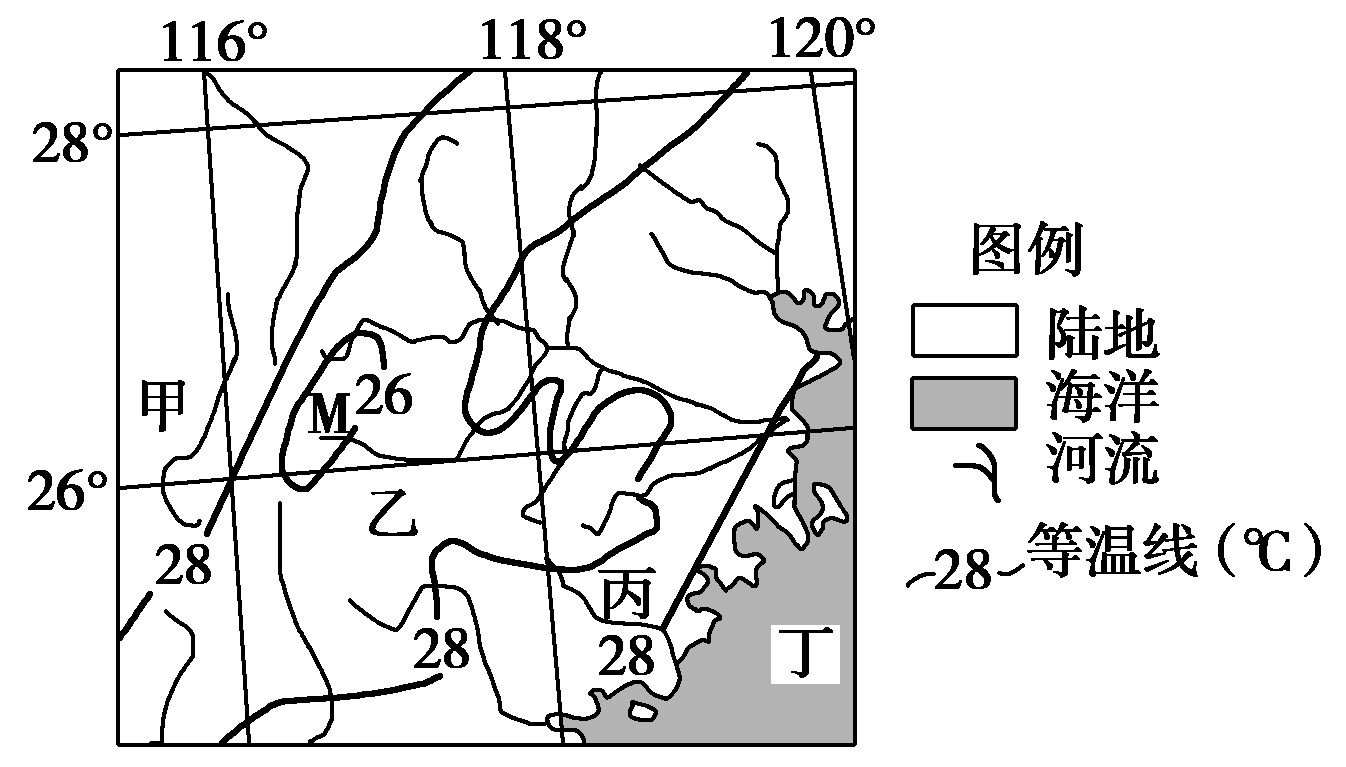 116° 118° 120°
28°
图例
陆地
甲
26
海洋
M
26°
河流
乙
28
等温线(℃)
28
丙
28
28
丁